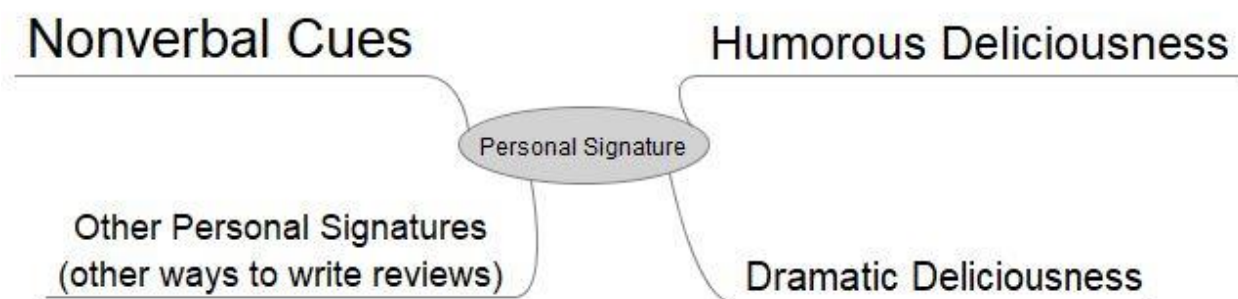 Nonverbal Cues
Humorous Deliciousness
Personal Signature
Other Personal Signatures
(other ways to write reviews)
Dramatic Deliciousness